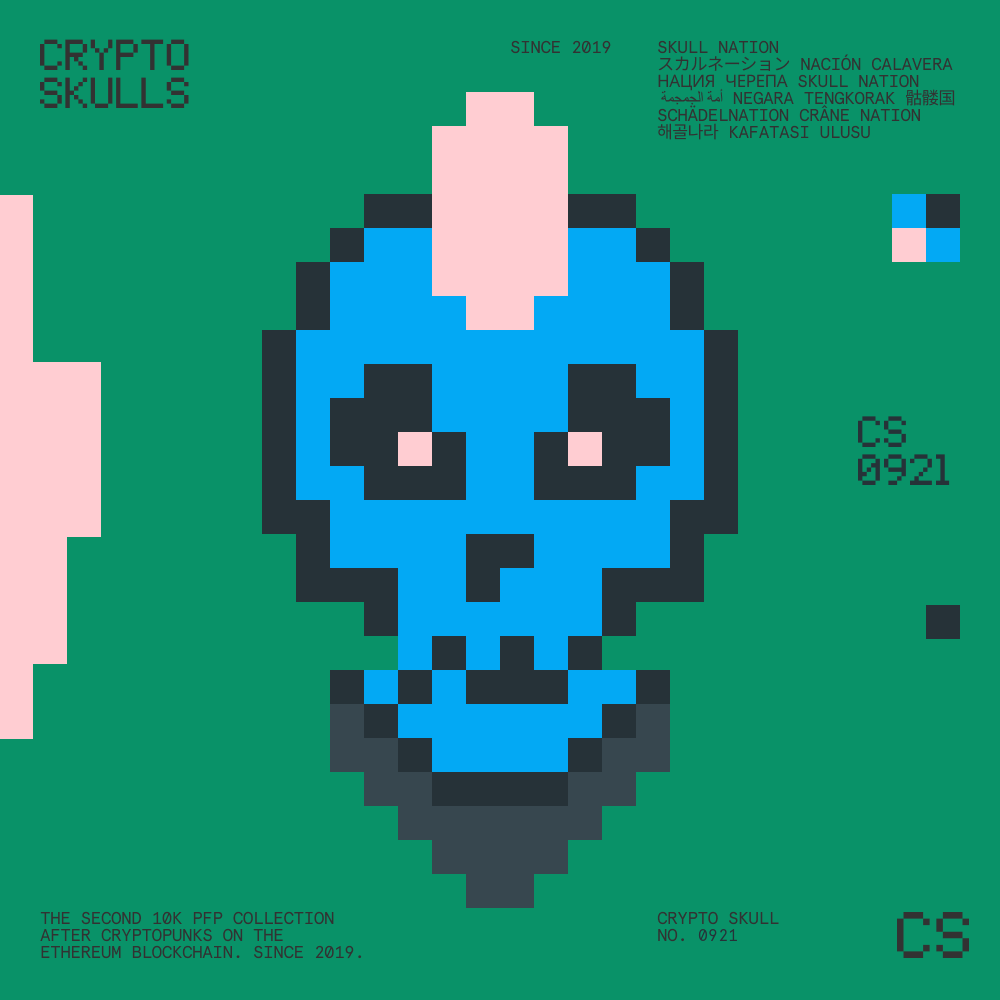 CRYPTO
SKULLS
SINCE 2019
SKULL NATION
スカルネーション NACIÓN CALAVERA
НАЦИЯ ЧЕРЕПА SKULL NATION
أمة الجمجمة NEGARA TENGKORAK 骷髅国
SCHÄDELNATION CRÂNE NATION
해골나라 KAFATASI ULUSU
CS
0921
THE SECOND 10K PFP COLLECTION
AFTER CRYPTOPUNKS ON THE
ETHEREUM BLOCKCHAIN. SINCE 2019.
CRYPTO SKULL
NO. 0921
CS